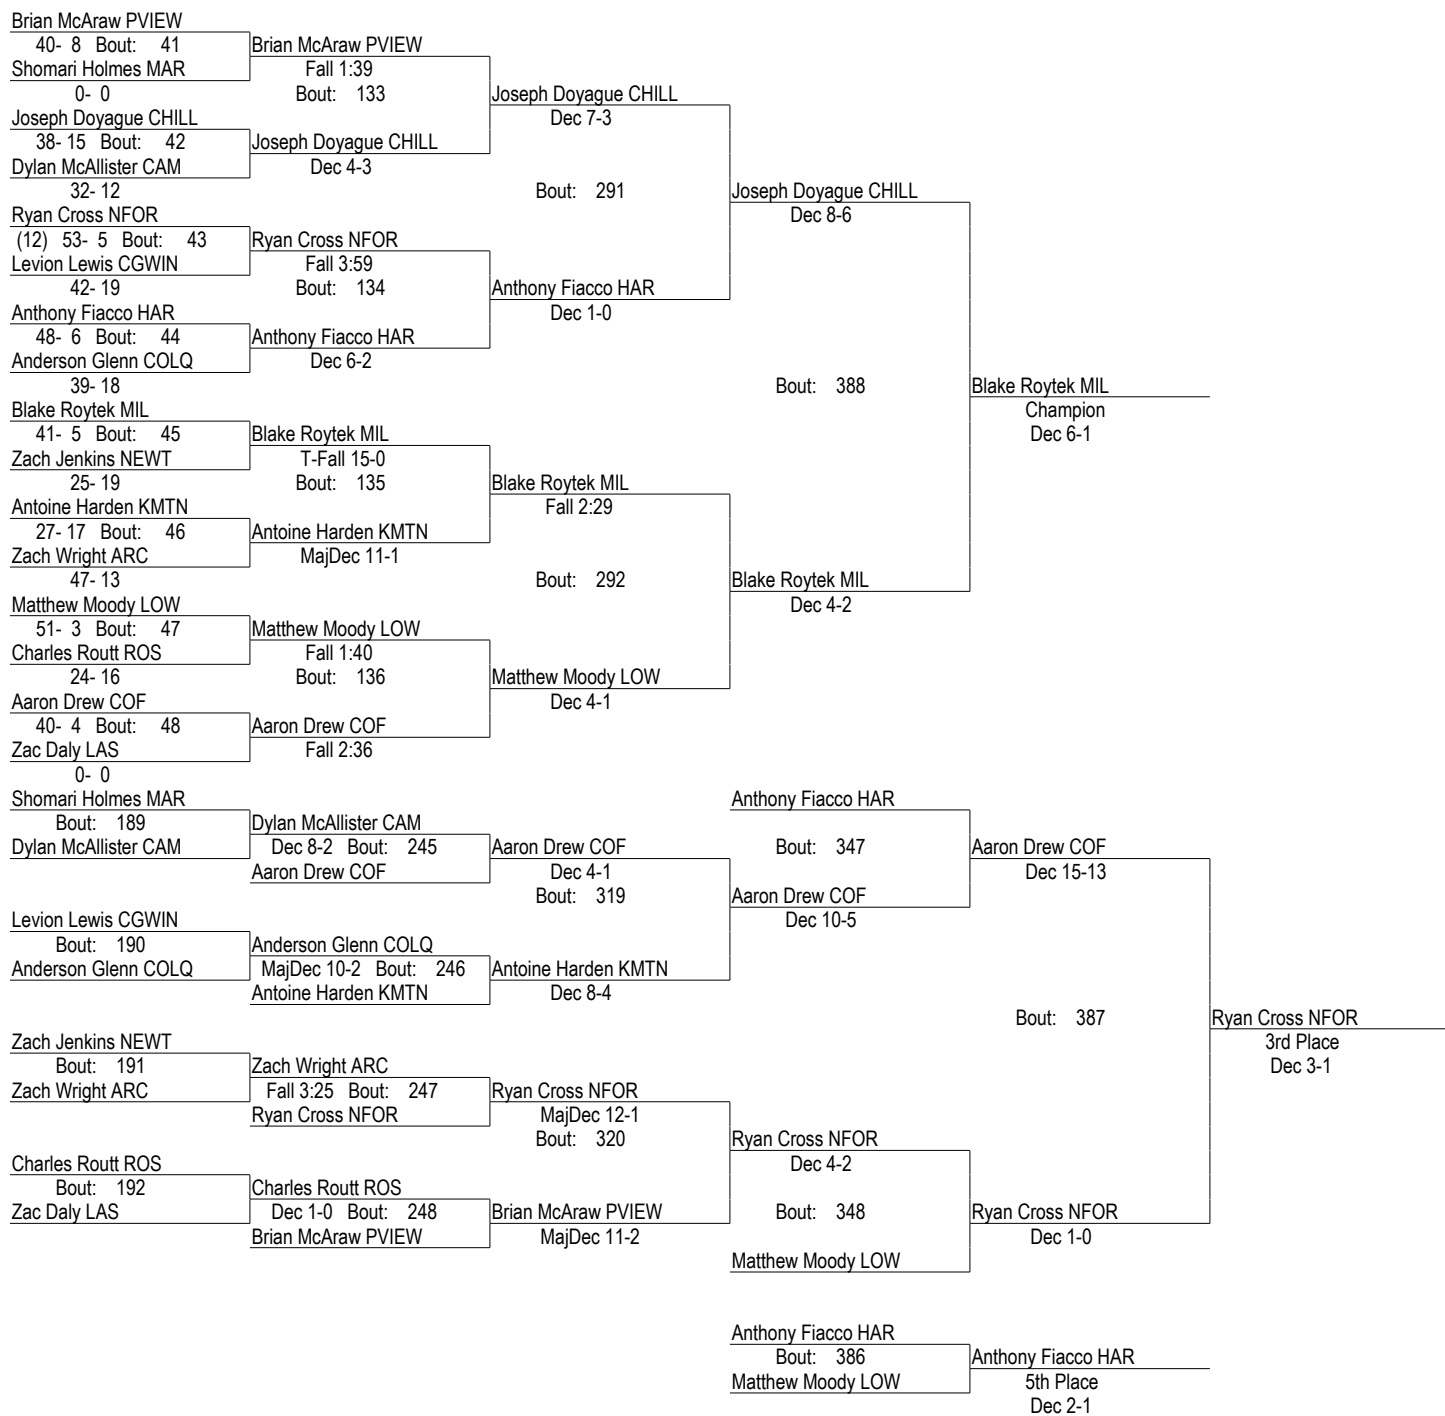 Brian McAraw PVIEW
40- 8 Bout: 41
Brian McAraw PVIEW
Shomari Holmes MAR
Fall 1:39
0- 0
Bout: 133
Joseph Doyague CHILL
Joseph Doyague CHILL
Dec 7-3
38- 15 Bout: 42
Joseph Doyague CHILL
Dylan McAllister CAM
Dec 4-3
32- 12
Bout: 291
Joseph Doyague CHILL
Ryan Cross NFOR
Dec 8-6
(12) 53- 5 Bout: 43
Ryan Cross NFOR
Levion Lewis CGWIN
Fall 3:59
42- 19
Bout: 134
Anthony Fiacco HAR
Anthony Fiacco HAR
Dec 1-0
48- 6 Bout: 44
Anthony Fiacco HAR
Anderson Glenn COLQ
Dec 6-2
39- 18
Bout: 388
Blake Roytek MIL
Blake Roytek MIL
Champion
41- 5 Bout: 45
Blake Roytek MIL
Dec 6-1
Zach Jenkins NEWT
T-Fall 15-0
25- 19
Bout: 135
Blake Roytek MIL
Antoine Harden KMTN
Fall 2:29
27- 17 Bout: 46
Antoine Harden KMTN
Zach Wright ARC
MajDec 11-1
47- 13
Bout: 292
Blake Roytek MIL
Matthew Moody LOW
Dec 4-2
51- 3 Bout: 47
Matthew Moody LOW
Charles Routt ROS
Fall 1:40
24- 16
Bout: 136
Matthew Moody LOW
Aaron Drew COF
Dec 4-1
40- 4 Bout: 48
Aaron Drew COF
Zac Daly LAS
Fall 2:36
0- 0
Shomari Holmes MAR
Anthony Fiacco HAR
Bout: 189
Dylan McAllister CAM
Dylan McAllister CAM
Dec 8-2 Bout: 245
Aaron Drew COF
Bout: 347
Aaron Drew COF
Aaron Drew COF
Dec 4-1
Dec 15-13
Bout: 319
Aaron Drew COF
Levion Lewis CGWIN
Dec 10-5
Bout: 190
Anderson Glenn COLQ
Anderson Glenn COLQ
MajDec 10-2 Bout: 246
Antoine Harden KMTN
Antoine Harden KMTN
Dec 8-4
Bout: 387
Ryan Cross NFOR
Zach Jenkins NEWT
3rd Place
Bout: 191
Zach Wright ARC
Dec 3-1
Zach Wright ARC
Fall 3:25 Bout: 247
Ryan Cross NFOR
Ryan Cross NFOR
MajDec 12-1
Bout: 320
Ryan Cross NFOR
Charles Routt ROS
Dec 4-2
Bout: 192
Charles Routt ROS
Zac Daly LAS
Dec 1-0 Bout: 248
Brian McAraw PVIEW
Bout: 348
Ryan Cross NFOR
Brian McAraw PVIEW
MajDec 11-2
Dec 1-0
Matthew Moody LOW
Anthony Fiacco HAR
Bout: 386
Anthony Fiacco HAR
Matthew Moody LOW
5th Place
Dec 2-1